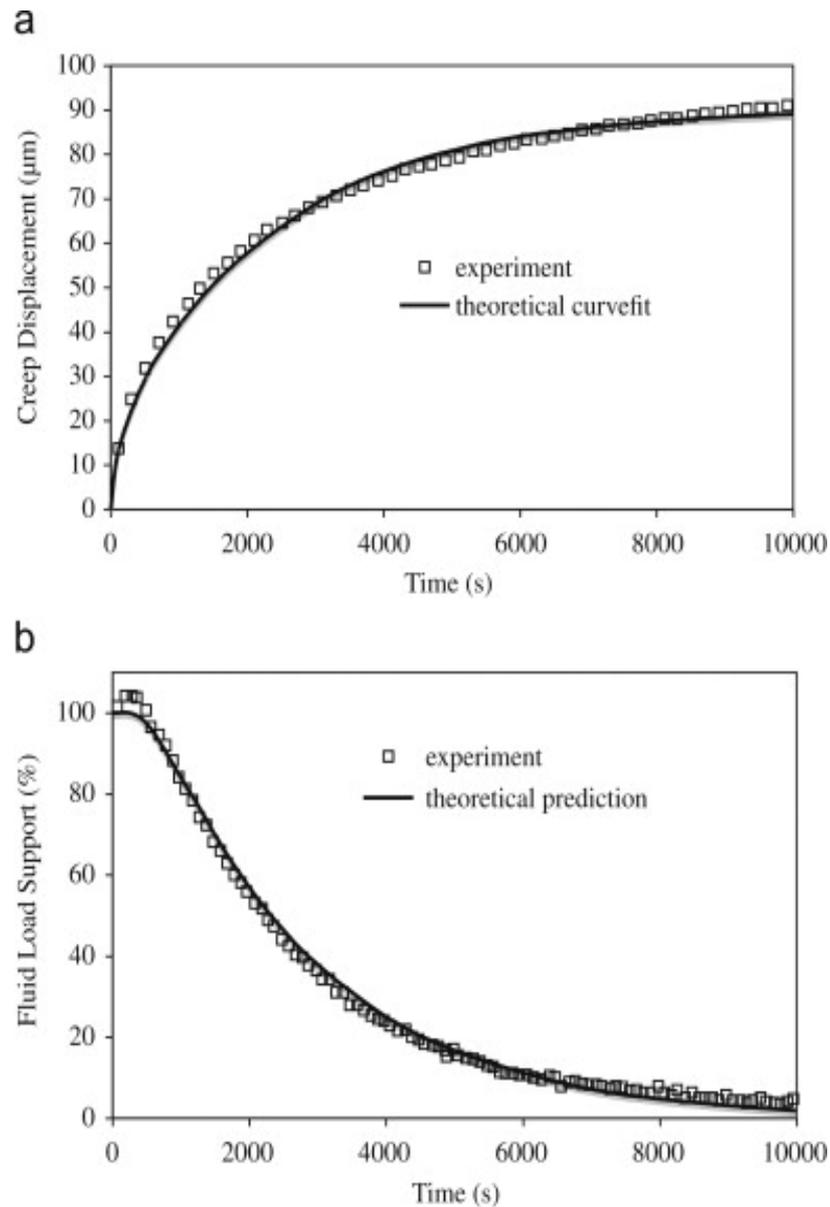 a
100
90
80
70
60
50
40
30
20
10
0
Creep Displacement (µm)
experiment
theoretical curvefit
0 2000 4000 6000 8000 10000
Time (s)
b
100
80
60
40
20
0
Fluid Load Support (%)
experiment
theoretical prediction
0 2000 4000 6000 8000 10000
Time (s)